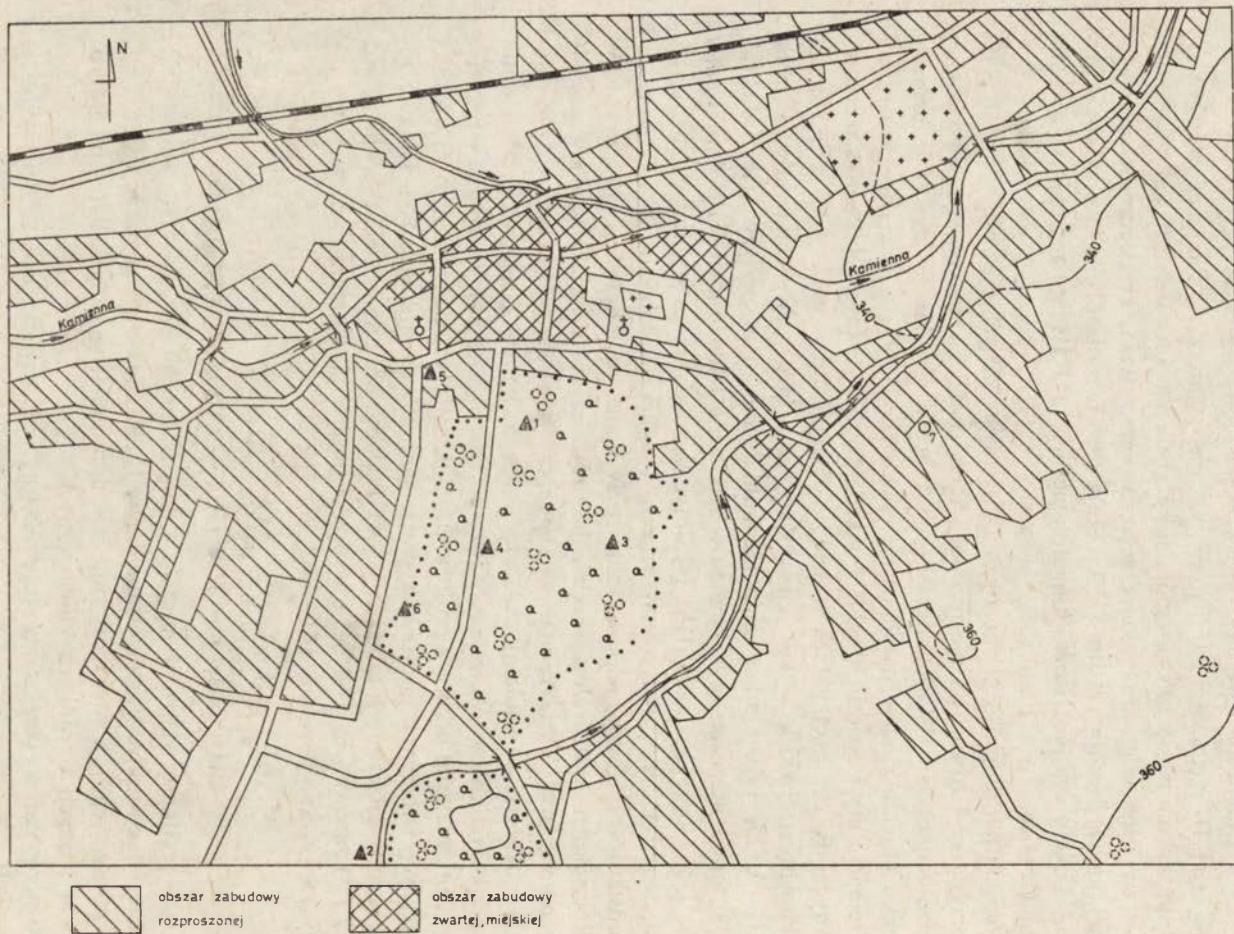 N
Kamienna
Kamienna
340
340
5
1
7
4
3
6
360
360
2
obszar zabudowy
rozproszonej
obszar zabudowy
zwartej, miejskiej